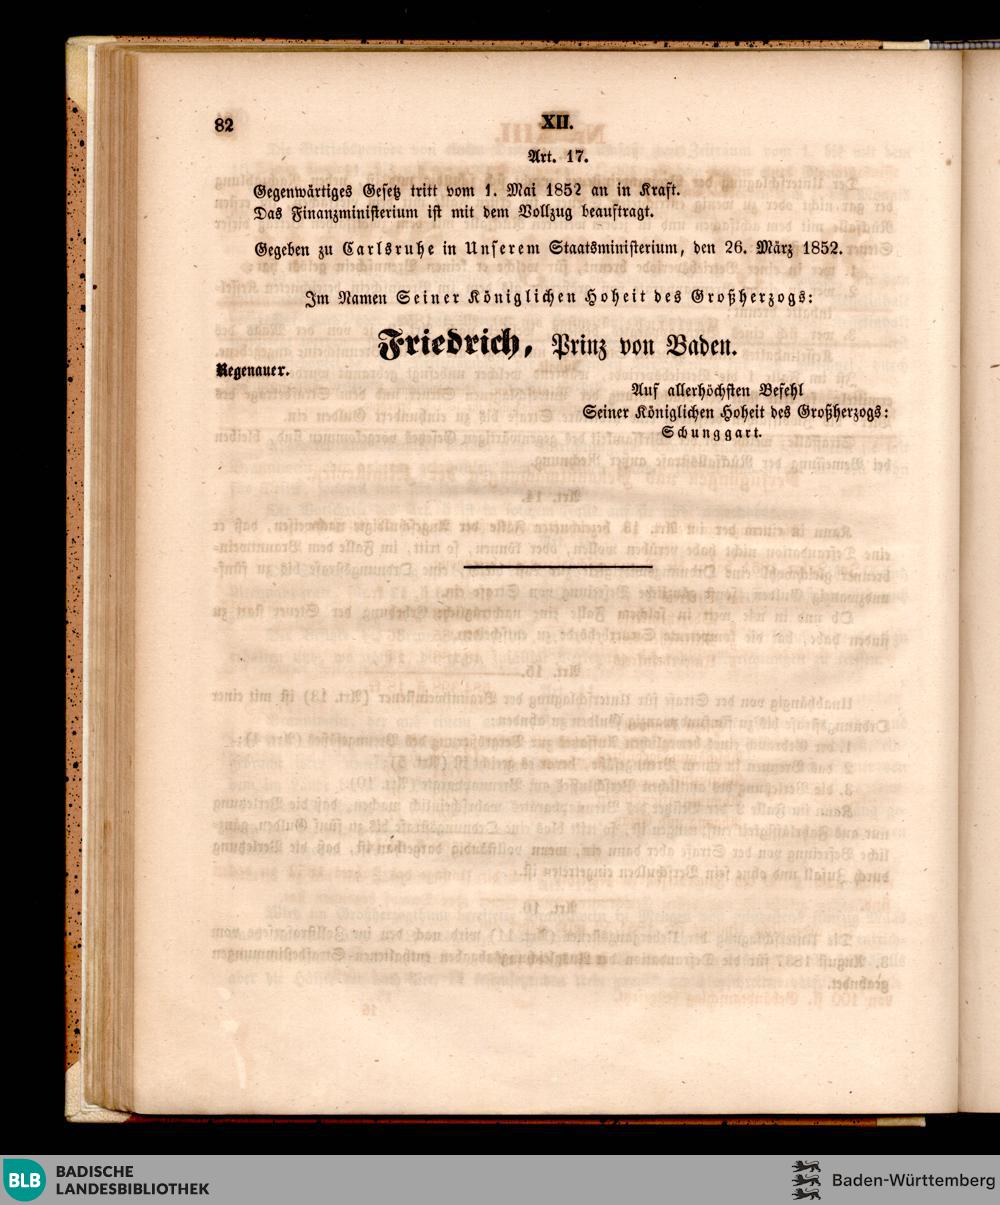 82
XII.
Art. 17.
Gegenwärtiges Gesetz tritt vom 1. Mai 1852 an in Kraft.
Das Finanzministerium ist mit dem Vollzug beauftragt.
Gegeben zu Carlsruhe in Unserem Staatsministerium, den 26. März 1852.
Im Namen Seiner Königlichen Hoheit des Großherzogs:
Friedrich, Prinz von Baden.
Regenauer.
Auf allerhöchsten Befehl
Seiner Königlichen Hoheit des Großherzogs:
Schunggart.
BLB BADISCHE
LANDESBIBLIOTHEK
Baden-Württemberg